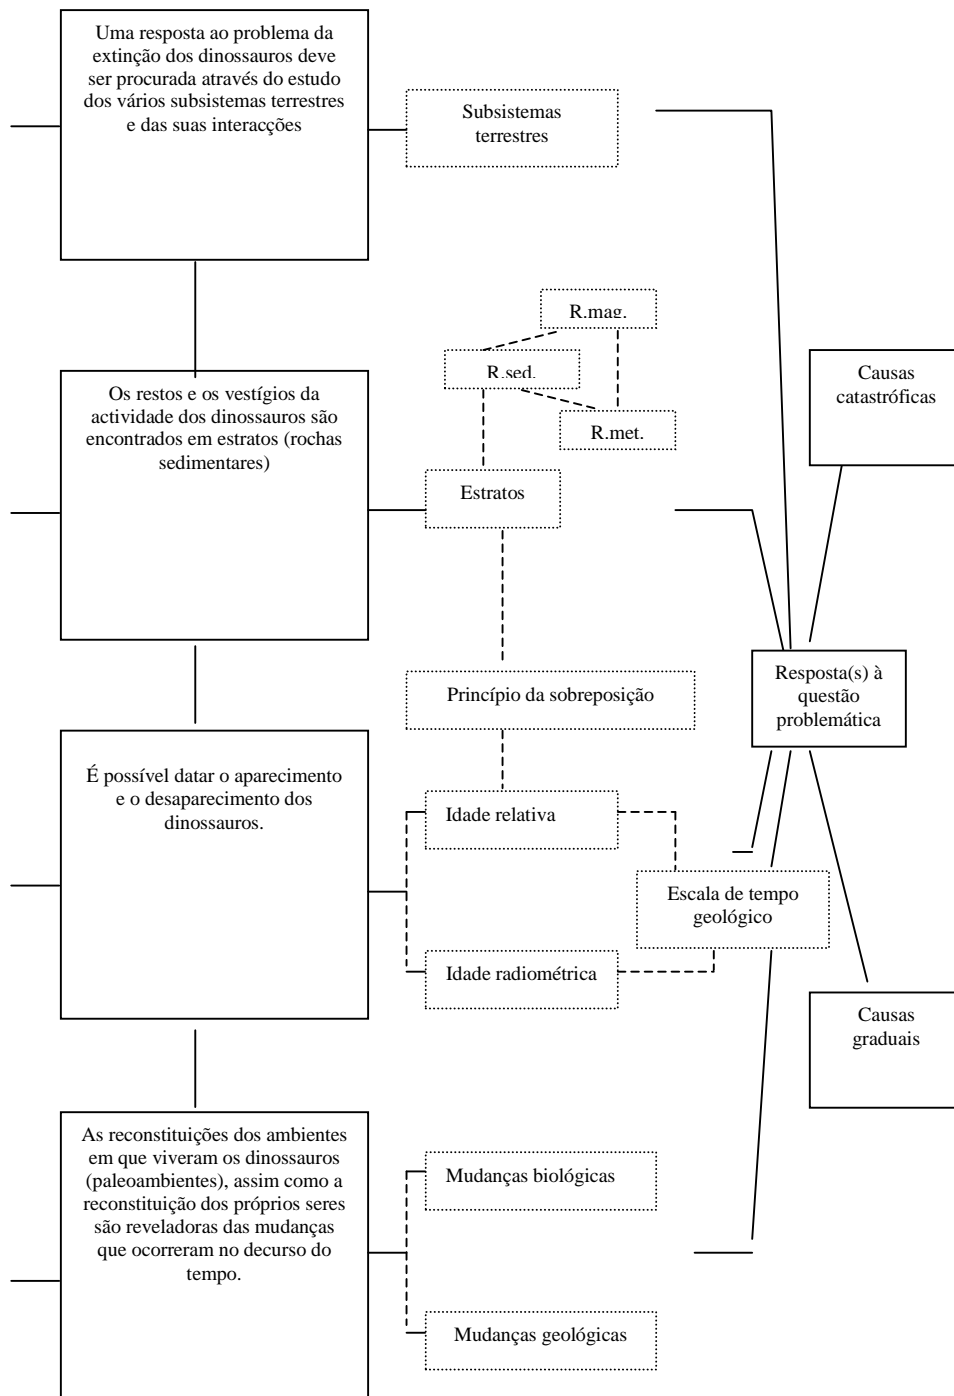 Uma resposta ao problema da
extinção dos dinossauros deve
ser procurada através do estudo
dos vários subsistemas terrestres
e das suas interacções
Subsistemas
terrestres
R.mag.
R.sed.
R.met.
Causas
catastróficas
Os restos e os vestígios da
actividade dos dinossauros são
encontrados em estratos (rochas
sedimentares)
Estratos
Princípio da sobreposição
Resposta(s) à
questão
problemática
É possível datar o aparecimento
e o desaparecimento dos
dinossauros.
Idade relativa
Escala de tempo
geológico
Idade radiométrica
Causas
graduais
As reconstituições dos ambientes
em que viveram os dinossauros
(paleoambientes), assim como a
reconstituição dos próprios seres
são reveladoras das mudanças
que ocorreram no decurso do
tempo.
Mudanças biológicas
Mudanças geológicas